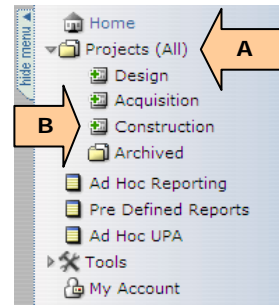 hide menu
Home
Projects (All)
A
Design
Acquisition
B
Construction
Archived
Ad Hoc Reporting
Pre Defined Reports
Ad Hoc UPA
Tools
My Account